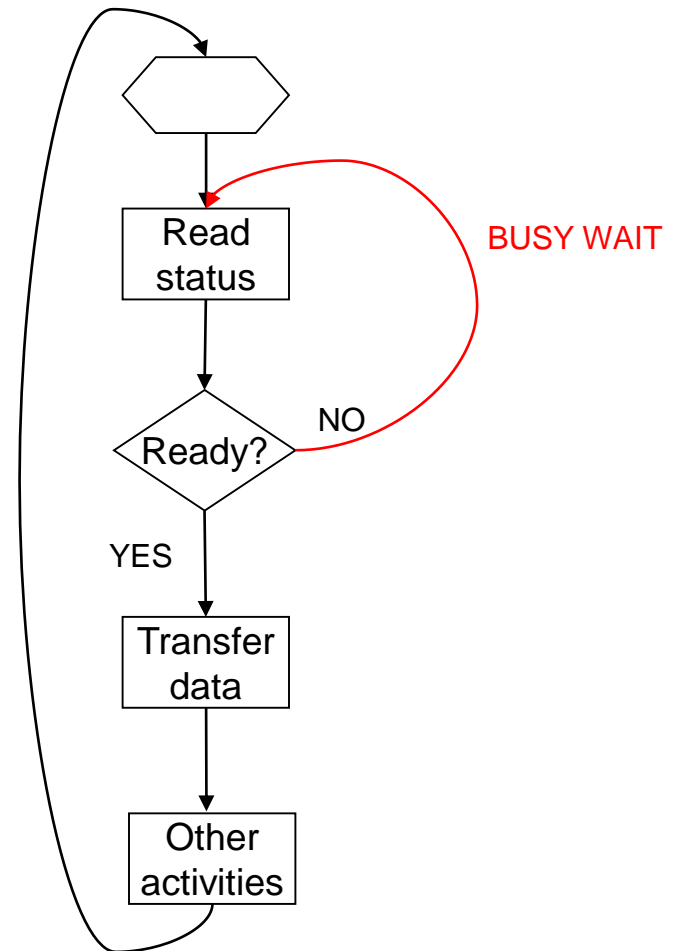 Read
status
BUSY WAIT
NO
Ready?
YES
Transfer
data
Other
activities